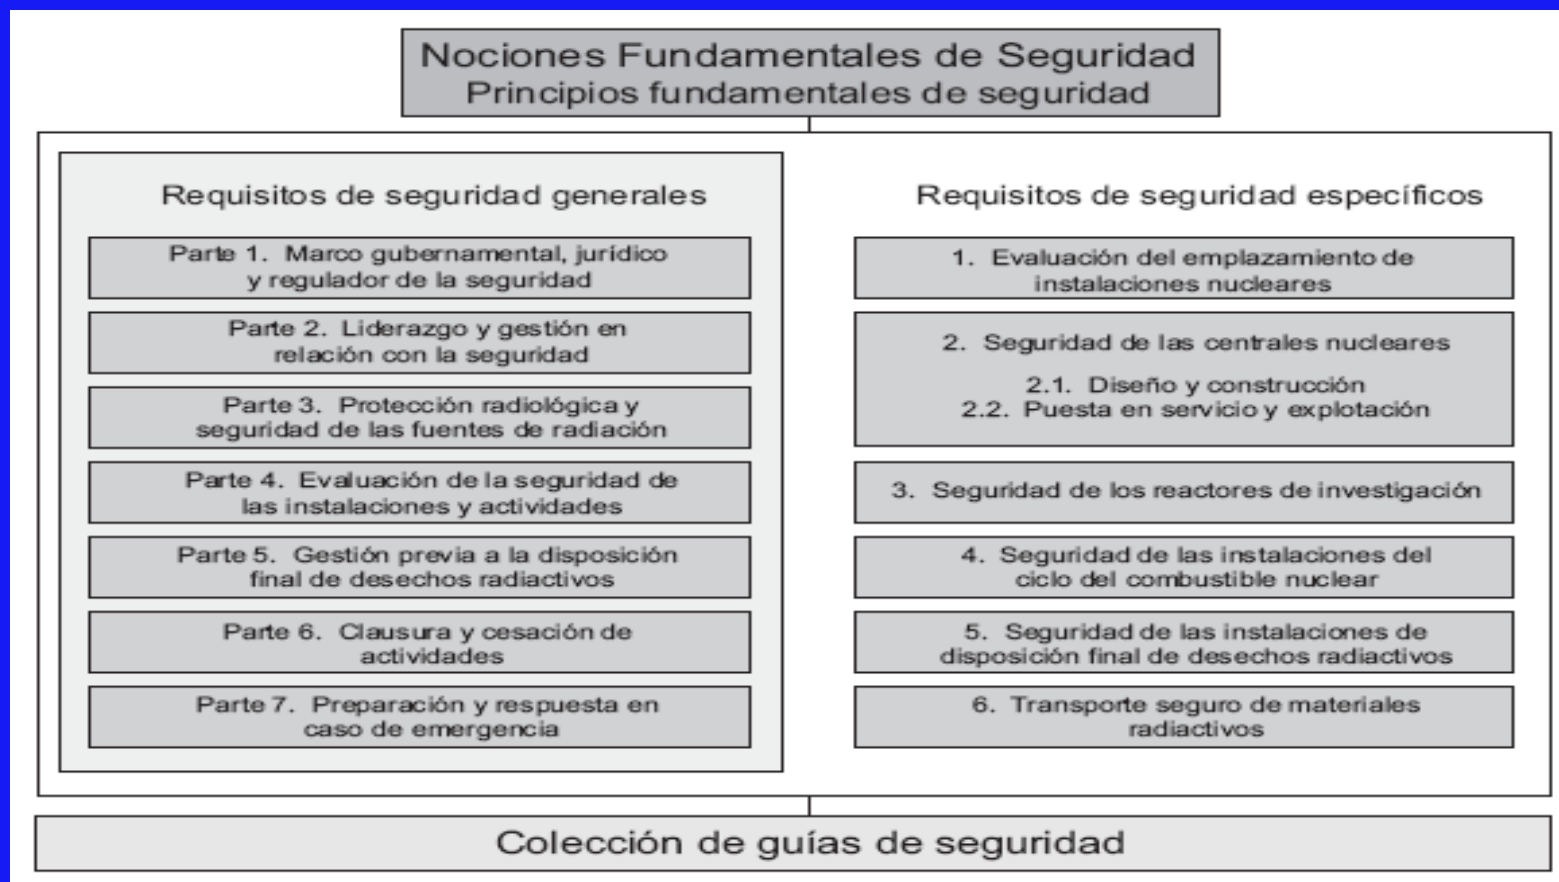 Nociones Fundamentales de Seguridad
Principios fundamentales de seguridad
Requisitos de seguridad generales
Parte 1. Marco gubernamental, jurídico
y regulador de la seguridad
Parte 2. Liderazgo y gestión en
relación con la seguridad
Parte 3. Protección radiológica y
seguridad de las fuentes de radiación
Parte 4. Evaluación de la seguridad de
las instalaciones y actividades
Parte 5. Gestión previa a la disposición
final de desechos radiactivos
Parte 6. Clausura y cesación de
actividades
Parte 7. Preparación y respuesta en
caso de emergencia
Requisitos de seguridad específicos
1. Evaluación del emplazamiento de
instalaciones nucleares
2. Seguridad de las centrales nucleares
2.1. Diseño y construcción
2.2. Puesta en servicio y explotación
3. Seguridad de los reactores de investigación
4. Seguridad de las instalaciones del
ciclo del combustible nuclear
5. Seguridad de las instalaciones de
disposición final de desechos radiactivos
6. Transporte seguro de materiales
radiactivos
Colección de guías de seguridad